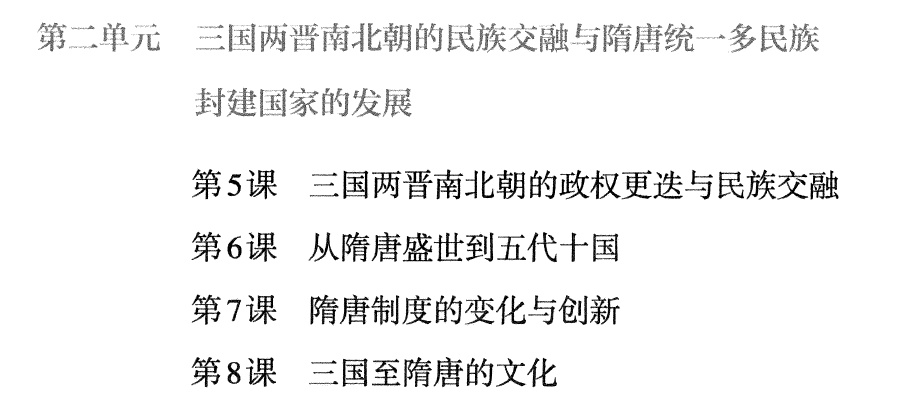 第二单元 三国两晋南北朝的民族交融与隋唐统一多民族
封建国家的发展
第5课 三国两晋南北朝的政权更迭与民族交融
第6课 从隋唐盛世到五代十国
第7课 隋唐制度的变化与创新
第8课 三国至隋唐的文化